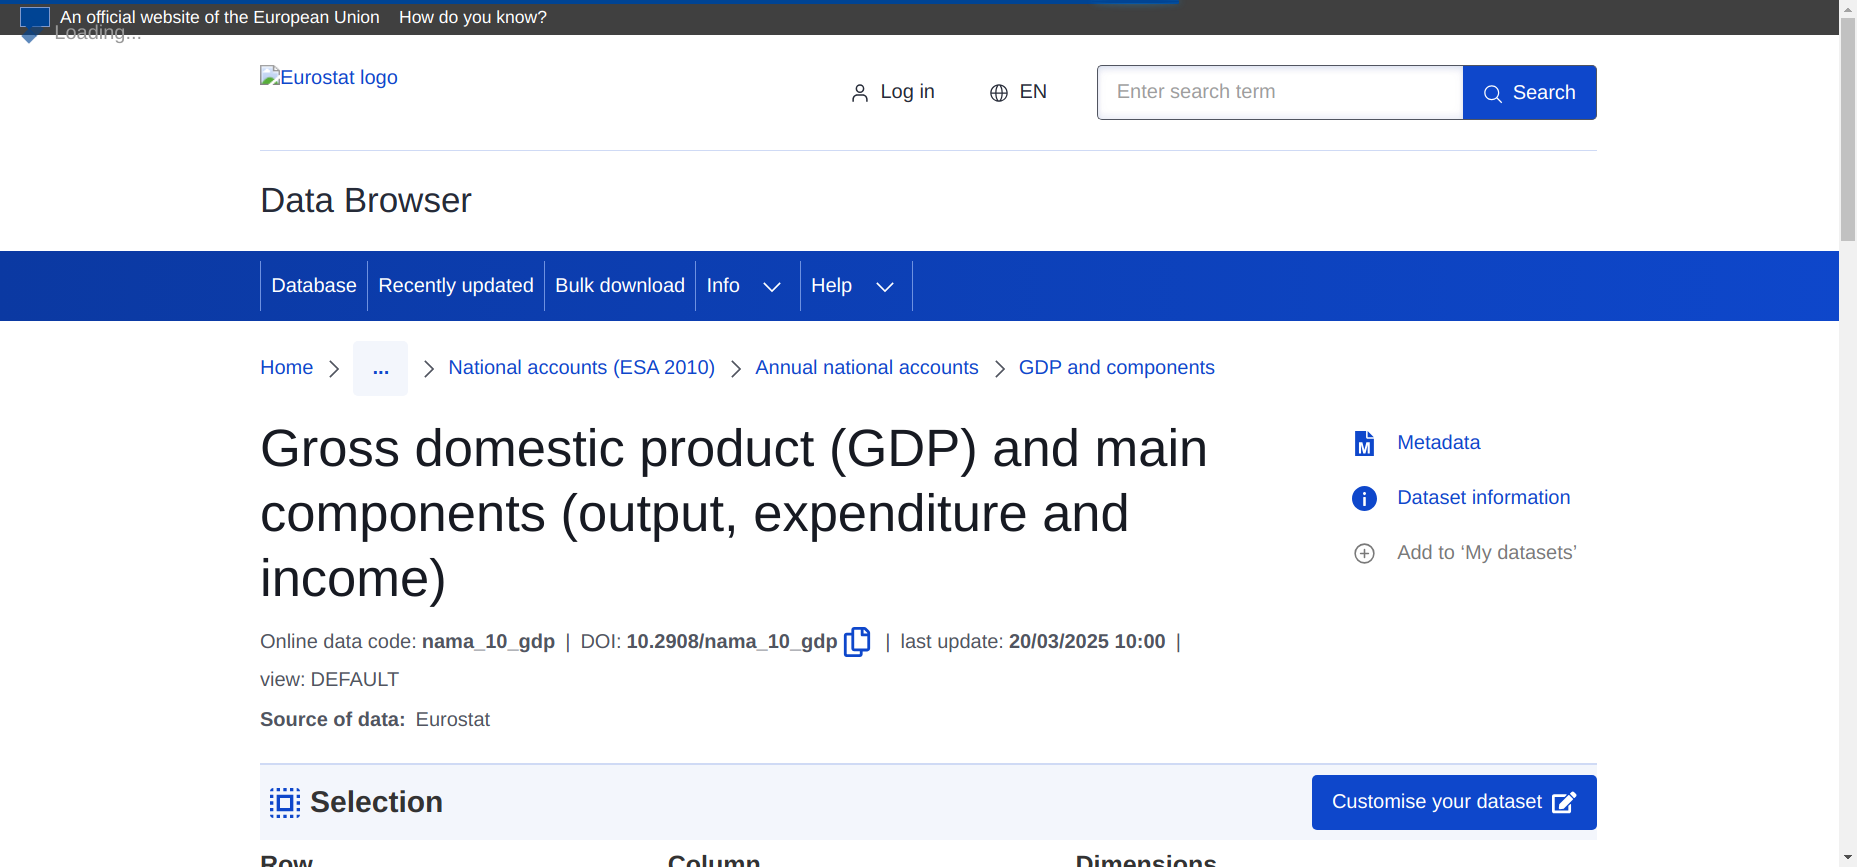 An official website of the European Union How do you know?
Loading...
Eurostat logo
Log in
EN
Enter search term
Search
Data Browser
Database
Recently updated
Bulk download
Info
Help
Home
...
National accounts (ESA 2010)
Annual national accounts
GDP and components
Gross domestic product (GDP) and main
components (output, expenditure and
income)
Metadata
Dataset information
Add to ‘My datasets’
Online data code: nama_10_gdp | DOI: 10.2908/nama_10_gdp | last update: 20/03/2025 10:00 |
view: DEFAULT
Source of data: Eurostat
Selection
Customise your dataset
Row
Column
Dimensions